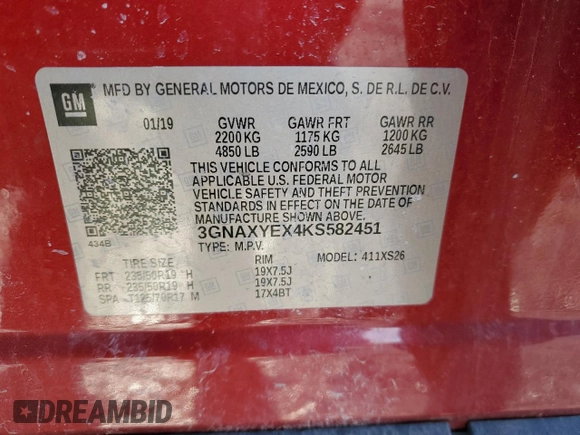 GM
MFD BY GENERAL MOTORS DE MEXICO, S. DE R.L. DE C.V.
01/19 GVWR GAWR FRT GAWR RR
2200 KG 1175 KG 1200 KG
4850 LB 2590 LB 2645 LB
THIS VEHICLE CONFORMS TO ALL
APPLICABLE U.S. FEDERAL MOTOR
VEHICLE SAFETY AND THEFT PREVENTION
STANDARDS IN EFFECT ON THE DATE OF
MANUFACTURE SHOWN ABOVE.
434B
3GNAXYEX4KS582451
TYPE: M.P.V. MODEL: 411XS26
TIRE SIZE RIM
FRT 235/50R19 H 19X7.5J
RR 235/50R19 H 19X7.5J
SPA T125/70R17 M 17X4BT
DREAMBID